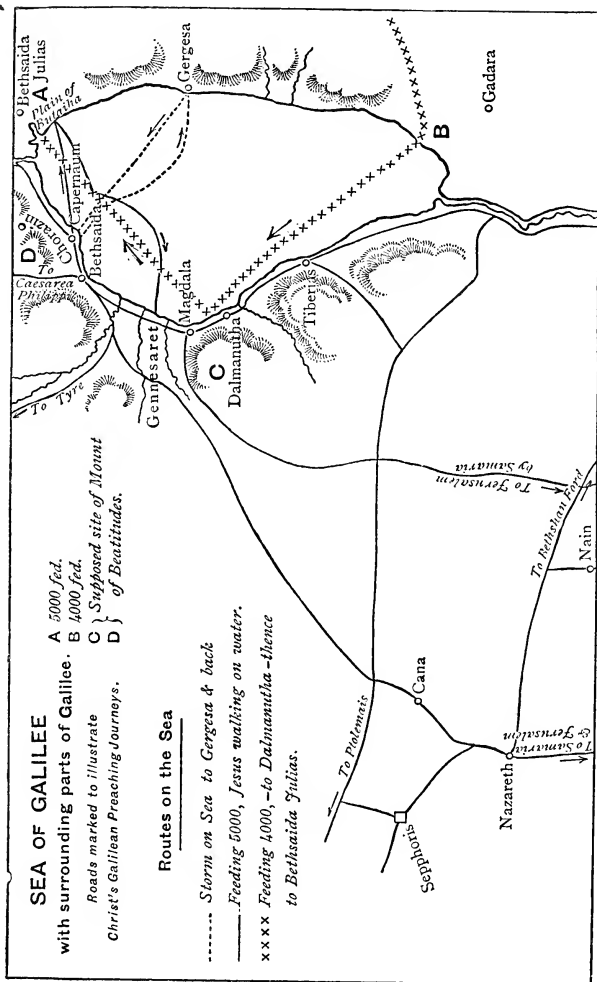 SEA OF GALILEE
with surrounding parts of Galilee.
Roads marked to illustrate
Christ's Galilean Preaching Journeys.
A 5000 fed.
B 4000 fed.
C } Supposed site of Mount
D } of Beatitudes.
Routes on the Sea
------- Storm on Sea to Gergesa & back
——— Feeding 5000, Jesus walking on water.
xxxx Feeding 4000,-to Dalmanutha-thence
to Bethsaida Julias.
To Tyre
To
Caesarea
Philippi
D
Chorazin
Capernaum
Bethsaida
Plain of
Butaiha
A
Bethsaida
Julias
Gergesa
Gennesaret
Magdala
C
Dalmanutha
Tiberias
B
Gadara
To Ptolemais
Cana
Sepphoris
Nazareth
To Samaria
& Jerusalem
To Jerusalem
by Samaria
To Bethshan Ford
Nain